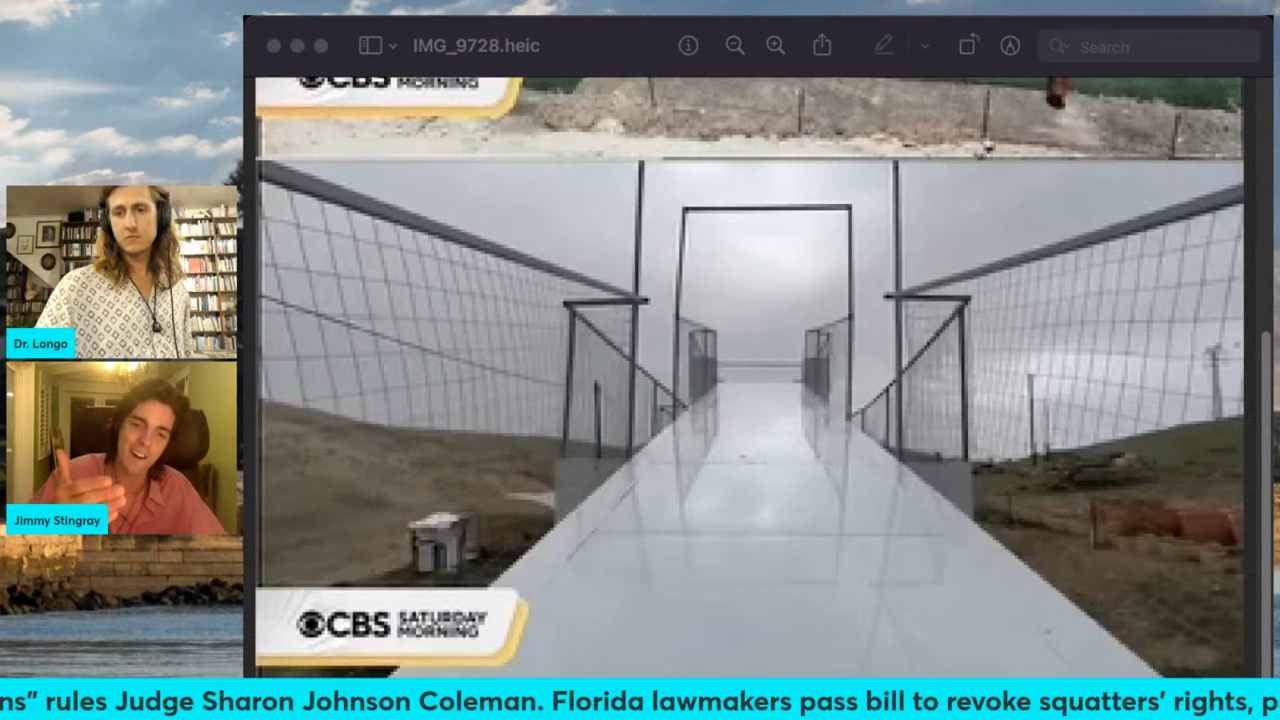 IMG_9728.heic
Search
CBS MORNING
Dr. Longo
Jimmy Stingray
CBS SATURDAY MORNING
ns” rules Judge Sharon Johnson Coleman. Florida lawmakers pass bill to revoke squatters’ rights, p